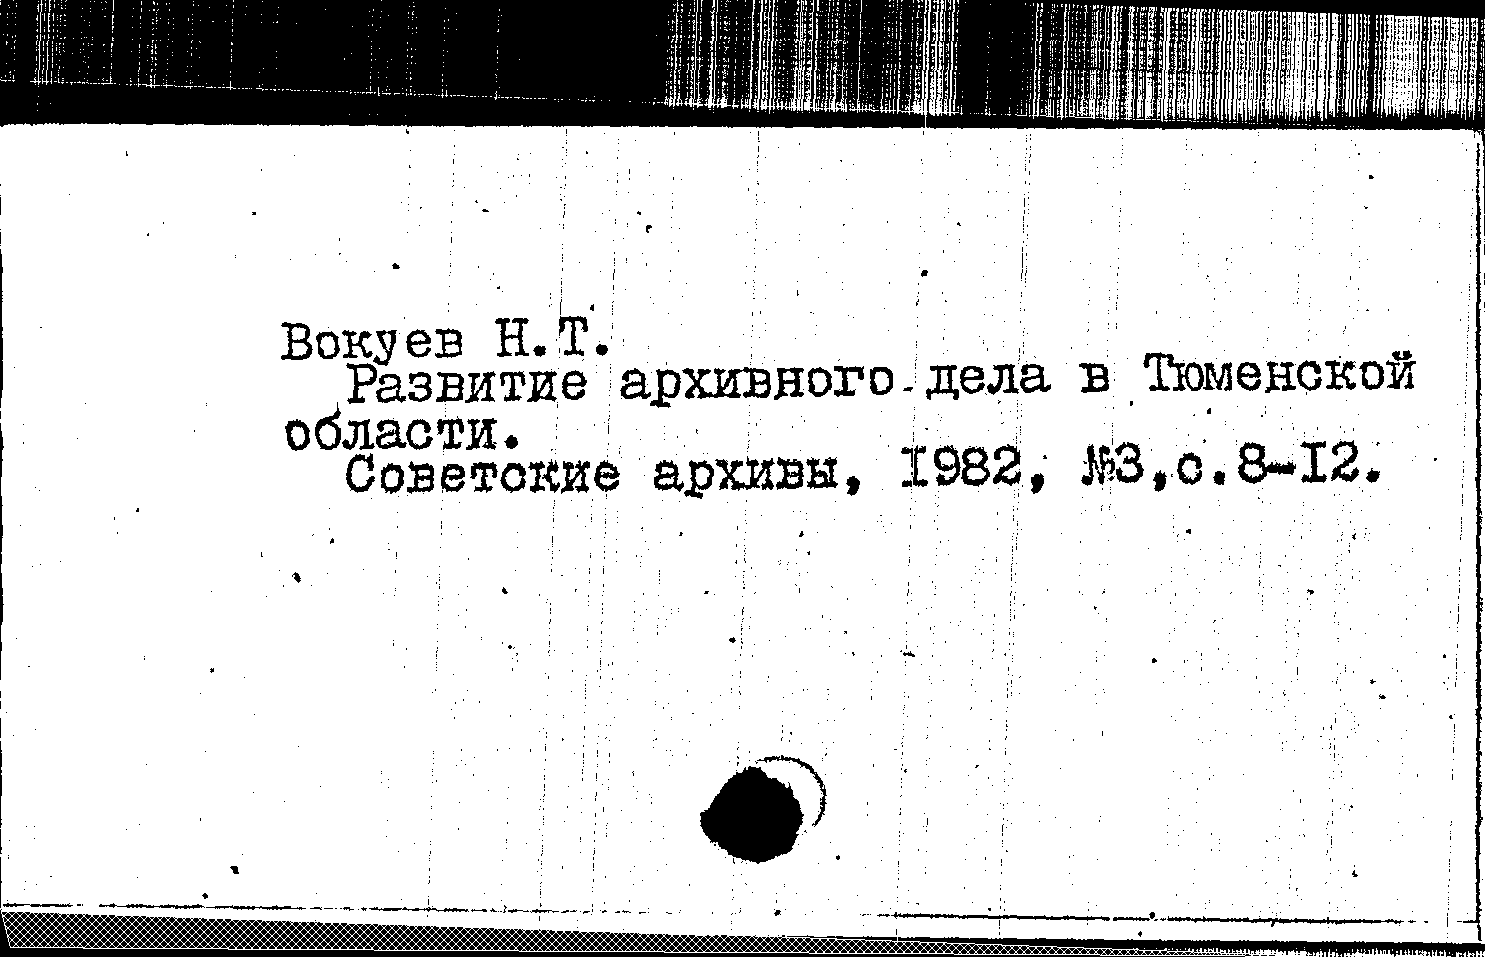 Вокуев Н.Т.
Развитие архивного дела в Тюменской
области.
Советские архивы, 1982, №3,с.8-12.